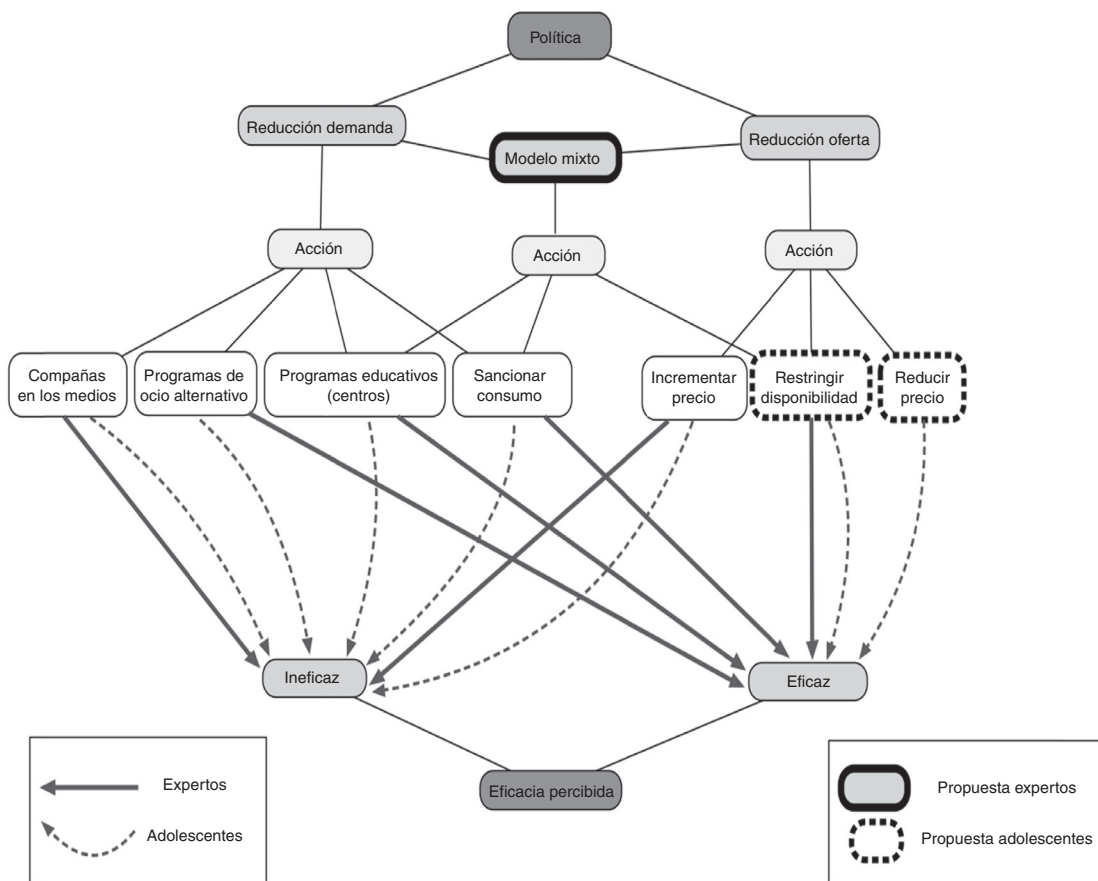 Política
Reducción demanda
Modelo mixto
Reducción oferta
Acción
Acción
Acción
Compañas
en los medios
Programas de
ocio alternativo
Programas educativos
(centros)
Sancionar
consumo
Incrementar
precio
Restringir
disponibilidad
Reducir
precio
Ineficaz
Eficaz
Eficacia percibida
Expertos
Adolescentes
Propuesta expertos
Propuesta adolescentes